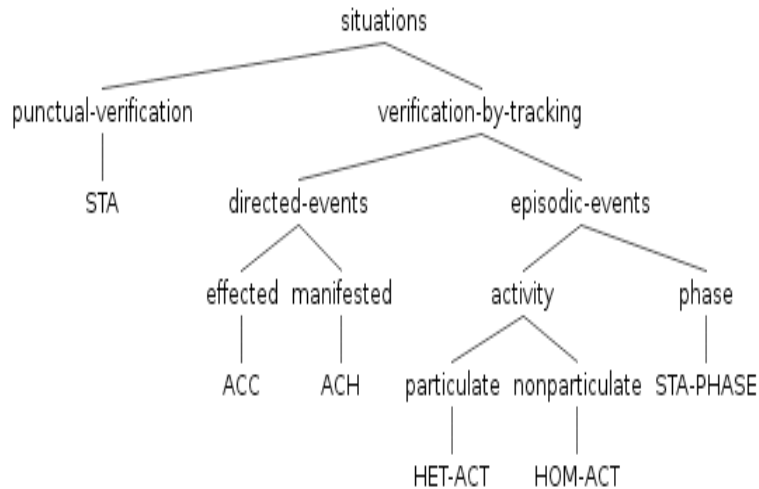 situations
punctual-verification verification-by-tracking
STA directed-events episodic-events
effected manifested activity phase
ACC ACH particulate nonparticulate STA-PHASE
HET-ACT HOM-ACT